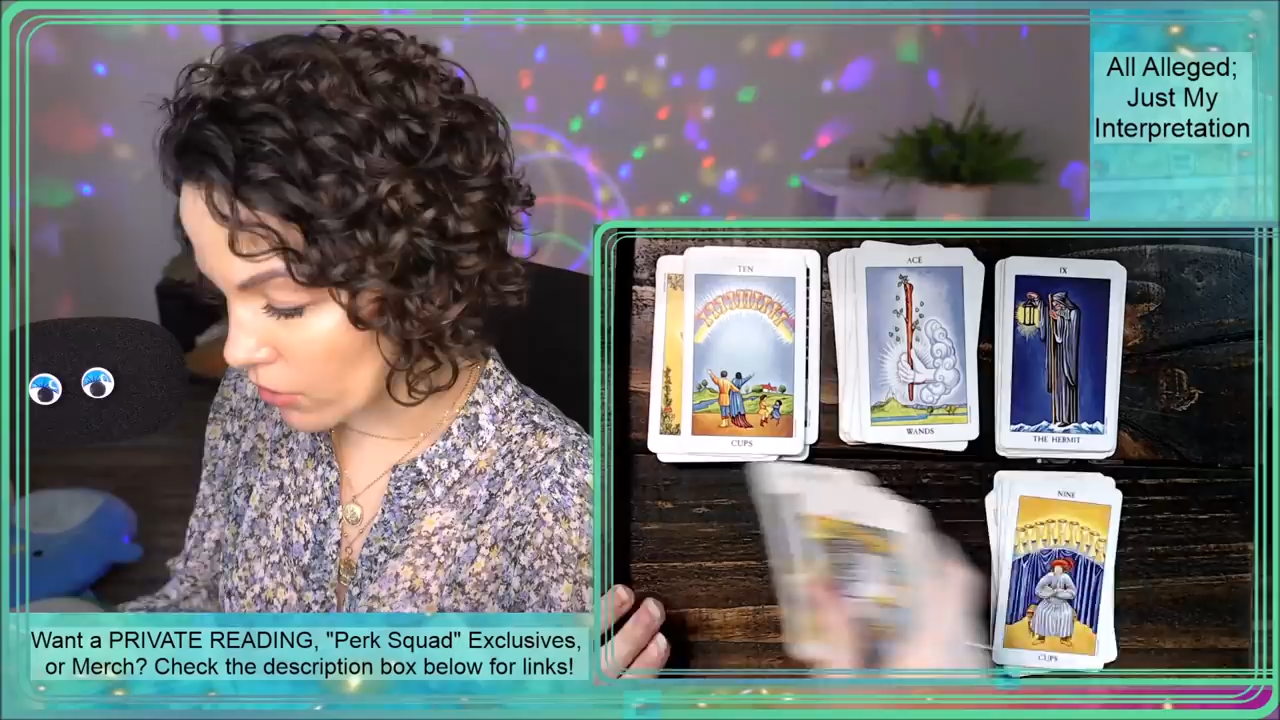 All Alleged;
Just My
Interpretation
TEN
CUPS
ACE
WANDS
IX
THE HERMIT
NINE
CUPS
Want a PRIVATE READING, "Perk Squad" Exclusives,
or Merch? Check the description box below for links!